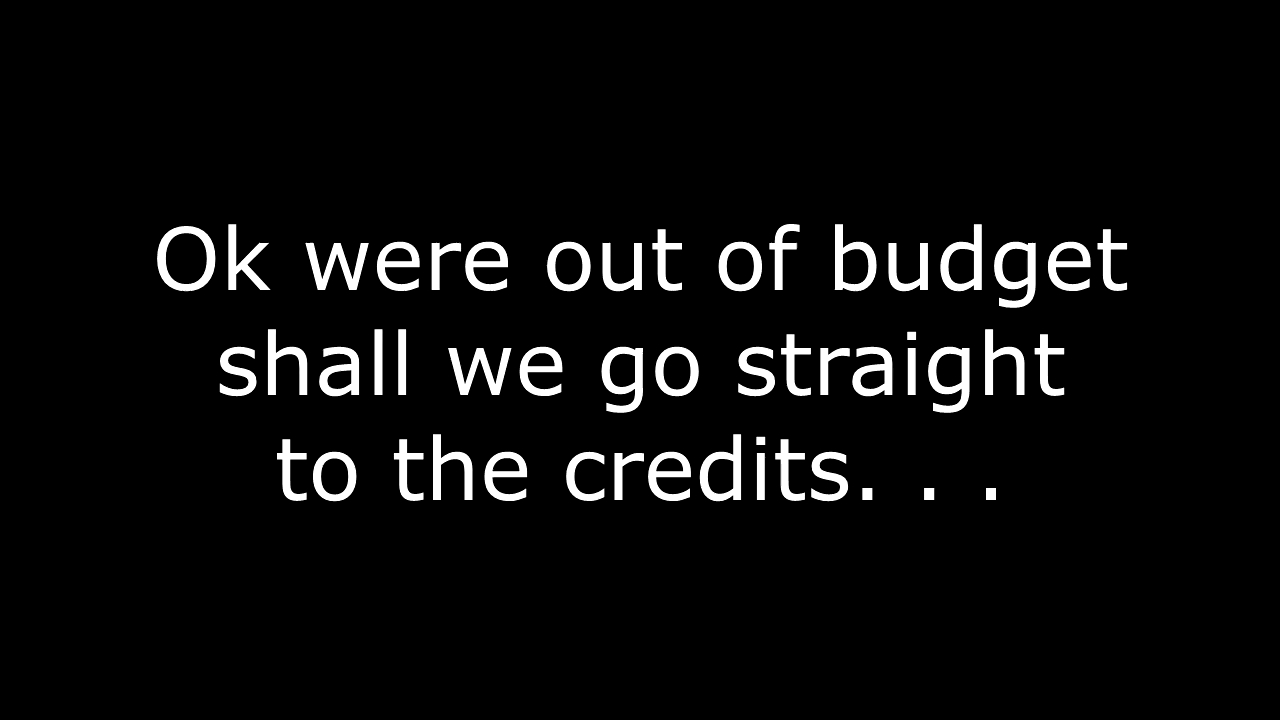 Ok were out of budget
shall we go straight
to the credits. . .